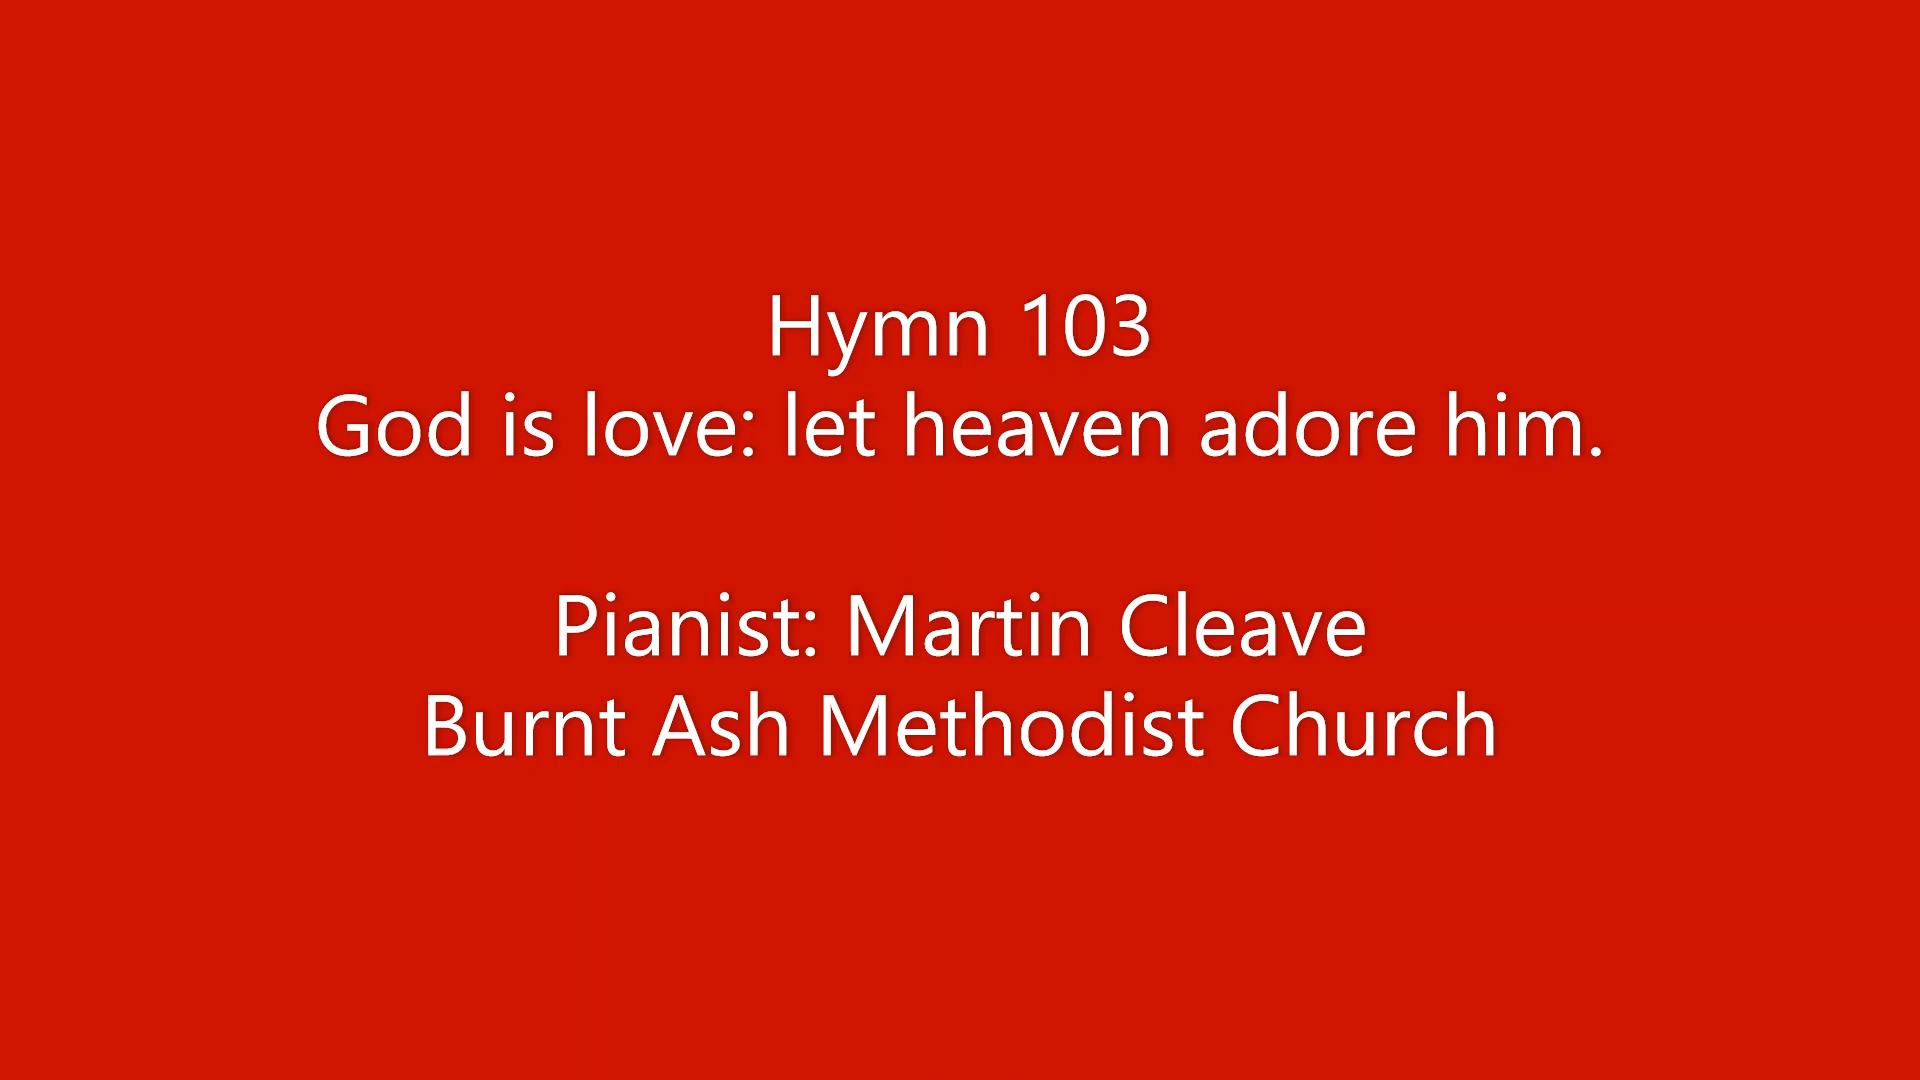 Hymn 103
God is love: let heaven adore him.
Pianist: Martin Cleave
Burnt Ash Methodist Church